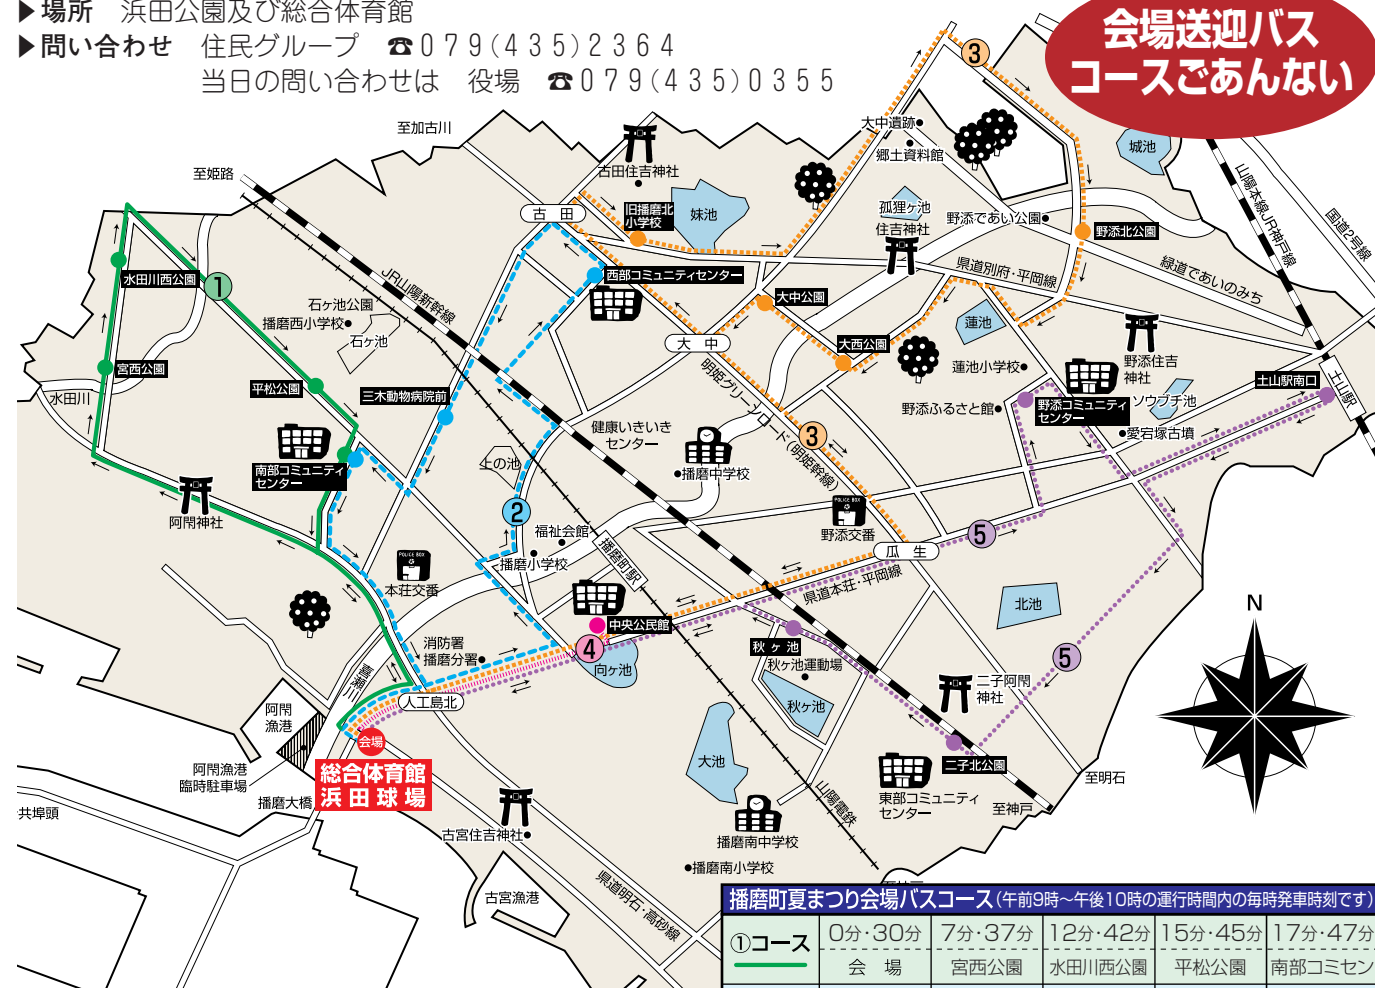 ▶場所 浜田公園及び総合体育館
▶問い合わせ 住民グループ ☎079(435)2364
当日の問い合わせは 役場 ☎079(435)0355
会場送迎バス
コースごあんない
至加古川
至姫路
古田住吉神社
古田
旧播磨北
小学校
妹池
大中遺跡
郷土資料館
城池
狐狸ヶ池
住吉神社
野添であい公園
野添北公園
山陽本線JR神戸線
国道2号線
県道別府・平岡線
緑道であいのみち
水田川西公園
①
③
JR山陽新幹線
西部コミュニティセンター
石ヶ池公園
播磨西小学校
石ヶ池
大中公園
大中
大西公園
蓮池
蓮池小学校
野添住吉
神社
土山駅南口
土山駅
宮西公園
水田川
平松公園
三木動物病院前
明姫グリーンロード(明姫幹線)
野添ふるさと館
野添コミュニティ
センター
ソウブチ池
愛宕塚古墳
健康いきいき
センター
③
播磨中学校
南部コミュニティ
センター
上の池
阿閇神社
②
福祉会館
播磨小学校
播磨町駅
野添交番
瓜生
⑤
本荘交番
県道本荘・平岡線
北池
中央公民館
④
向ヶ池
秋ヶ池
秋ヶ池運動場
秋ヶ池
⑤
二子阿閇
神社
N
消防署
播磨分署
喜瀬川
人工島北
阿閇
漁港
会場
総合体育館
浜田球場
阿閇漁港
臨時駐車場
播磨大橋
共埠頭
大池
山陽電鉄
二子北公園
東部コミュニティ
センター
至神戸
至明石
古宮住吉神社
播磨南中学校
播磨南小学校
古宮漁港
県道明石・高砂線
播磨町夏まつり会場バスコース(午前9時〜午後10時の運行時間内の毎時発車時刻です)
①コース 0分・30分 7分・37分 12分・42分 15分・45分 17分・47分
会場 宮西公園 水田川西公園 平松公園 南部コミセン